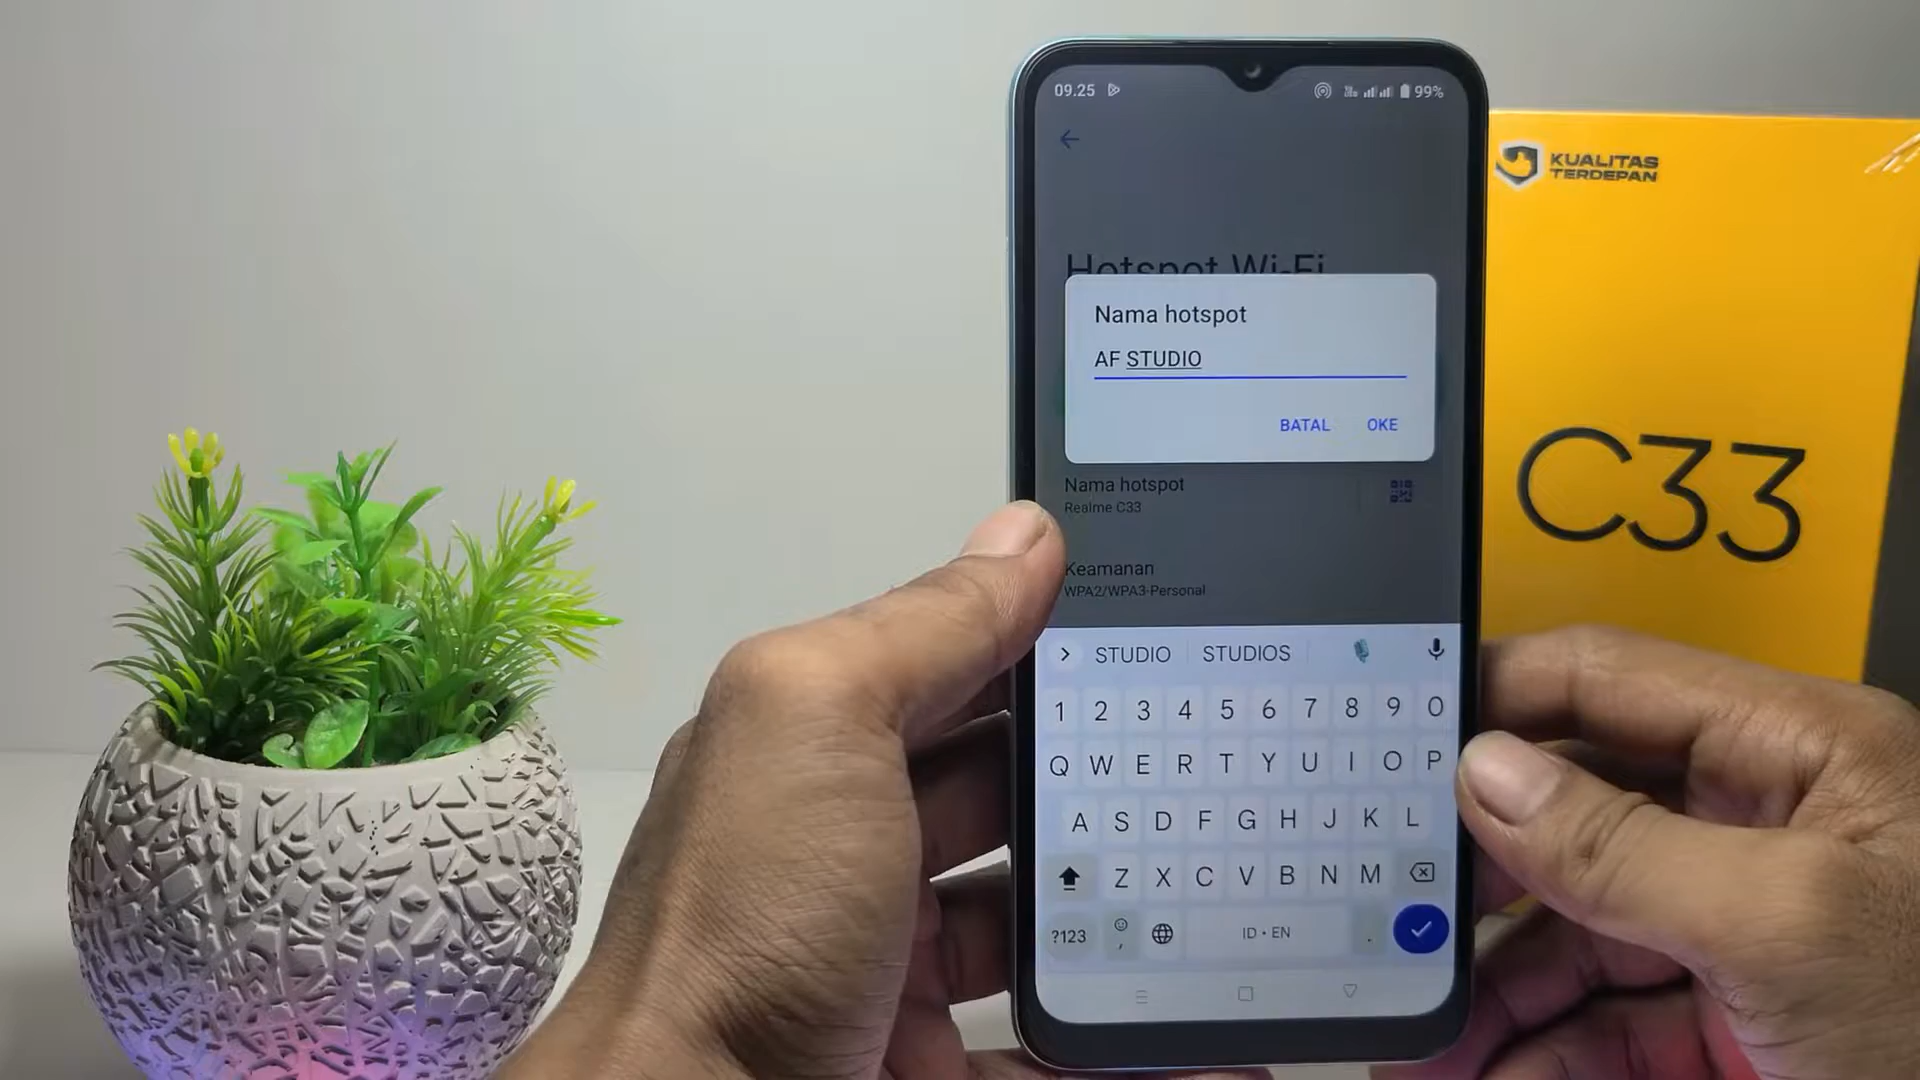 09.25
99%
Hotspot Wi-Fi
Nama hotspot
AF STUDIO
BATAL OKE
Nama hotspot
Realme C33
Keamanan
WPA2/WPA3-Personal
STUDIO STUDIOS
1 2 3 4 5 6 7 8 9 0
Q W E R T Y U I O P
A S D F G H J K L
Z X C V B N M
?123 , ID • EN .
KUALITAS
TERDEPAN
C33